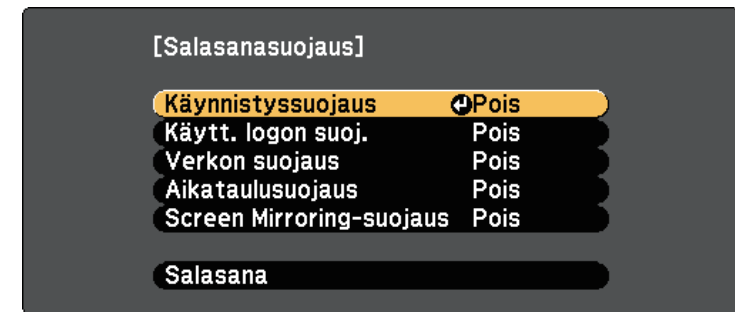 [Salasanasuojaus]
Käynnistyssuojaus Pois
Käytt. logon suoj. Pois
Verkon suojaus Pois
Aikataulusuojaus Pois
Screen Mirroring-suojaus Pois
Salasana